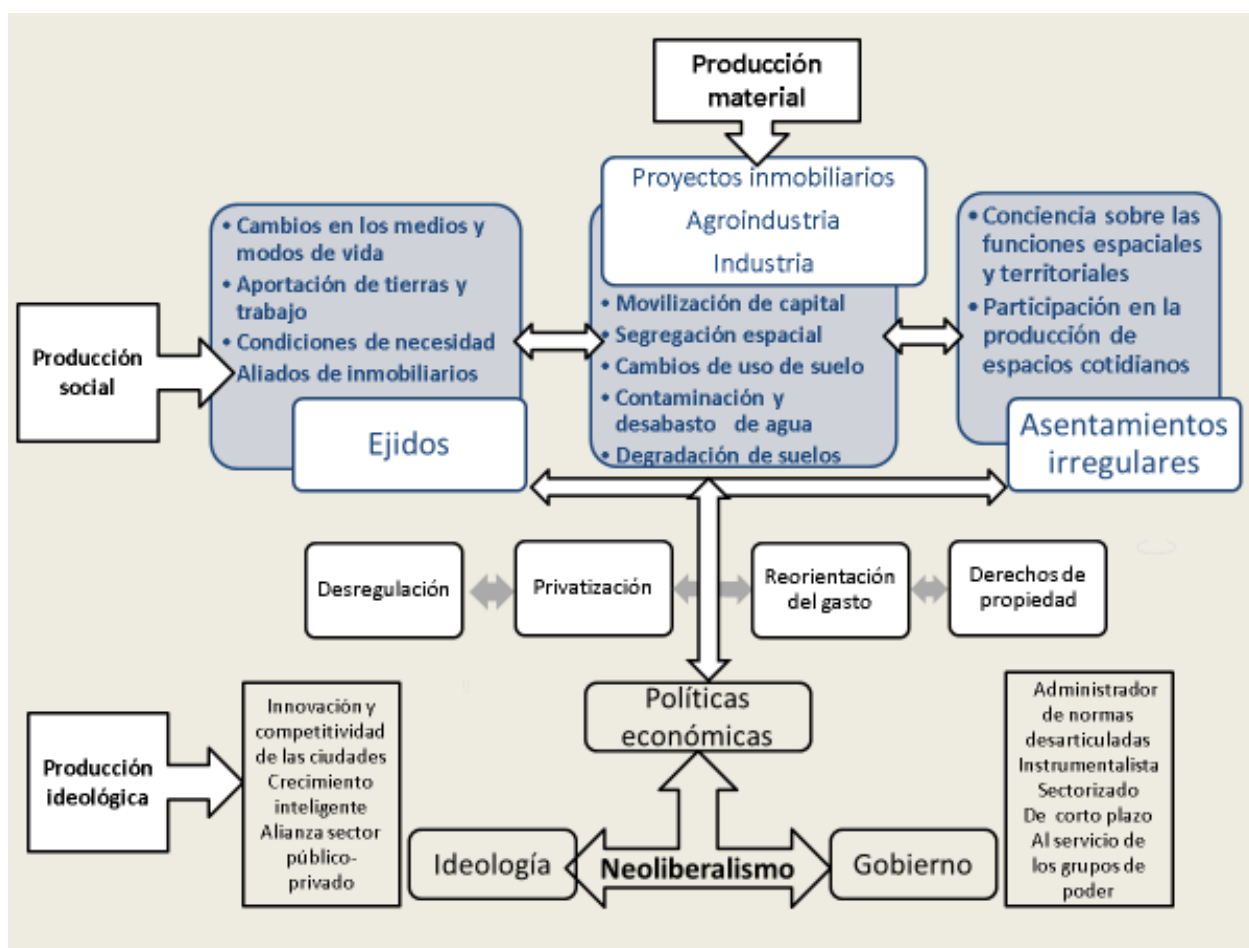 Producción
material
Proyectos inmobiliarios
Agroindustria
Industria
• Cambios en los medios y
modos de vida
• Aportación de tierras y
trabajo
• Condiciones de necesidad
• Aliados de inmobiliarios
• Movilización de capital
• Segregación espacial
• Cambios de uso de suelo
• Contaminación y
desabasto de agua
• Degradación de suelos
• Conciencia sobre las
funciones espaciales
y territoriales
• Participación en la
producción de
espacios cotidianos
Producción
social
Ejidos
Asentamientos
irregulares
Desregulación
Privatización
Reorientación
del gasto
Derechos de
propiedad
Políticas
económicas
Producción
ideológica
Innovación y
competitividad
de las ciudades
Crecimiento
inteligente
Alianza sector
público-
privado
Ideología
Neoliberalismo
Gobierno
Administrador
de normas
desarticuladas
Instrumentalista
Sectorizado
De corto plazo
Al servicio de
los grupos de
poder